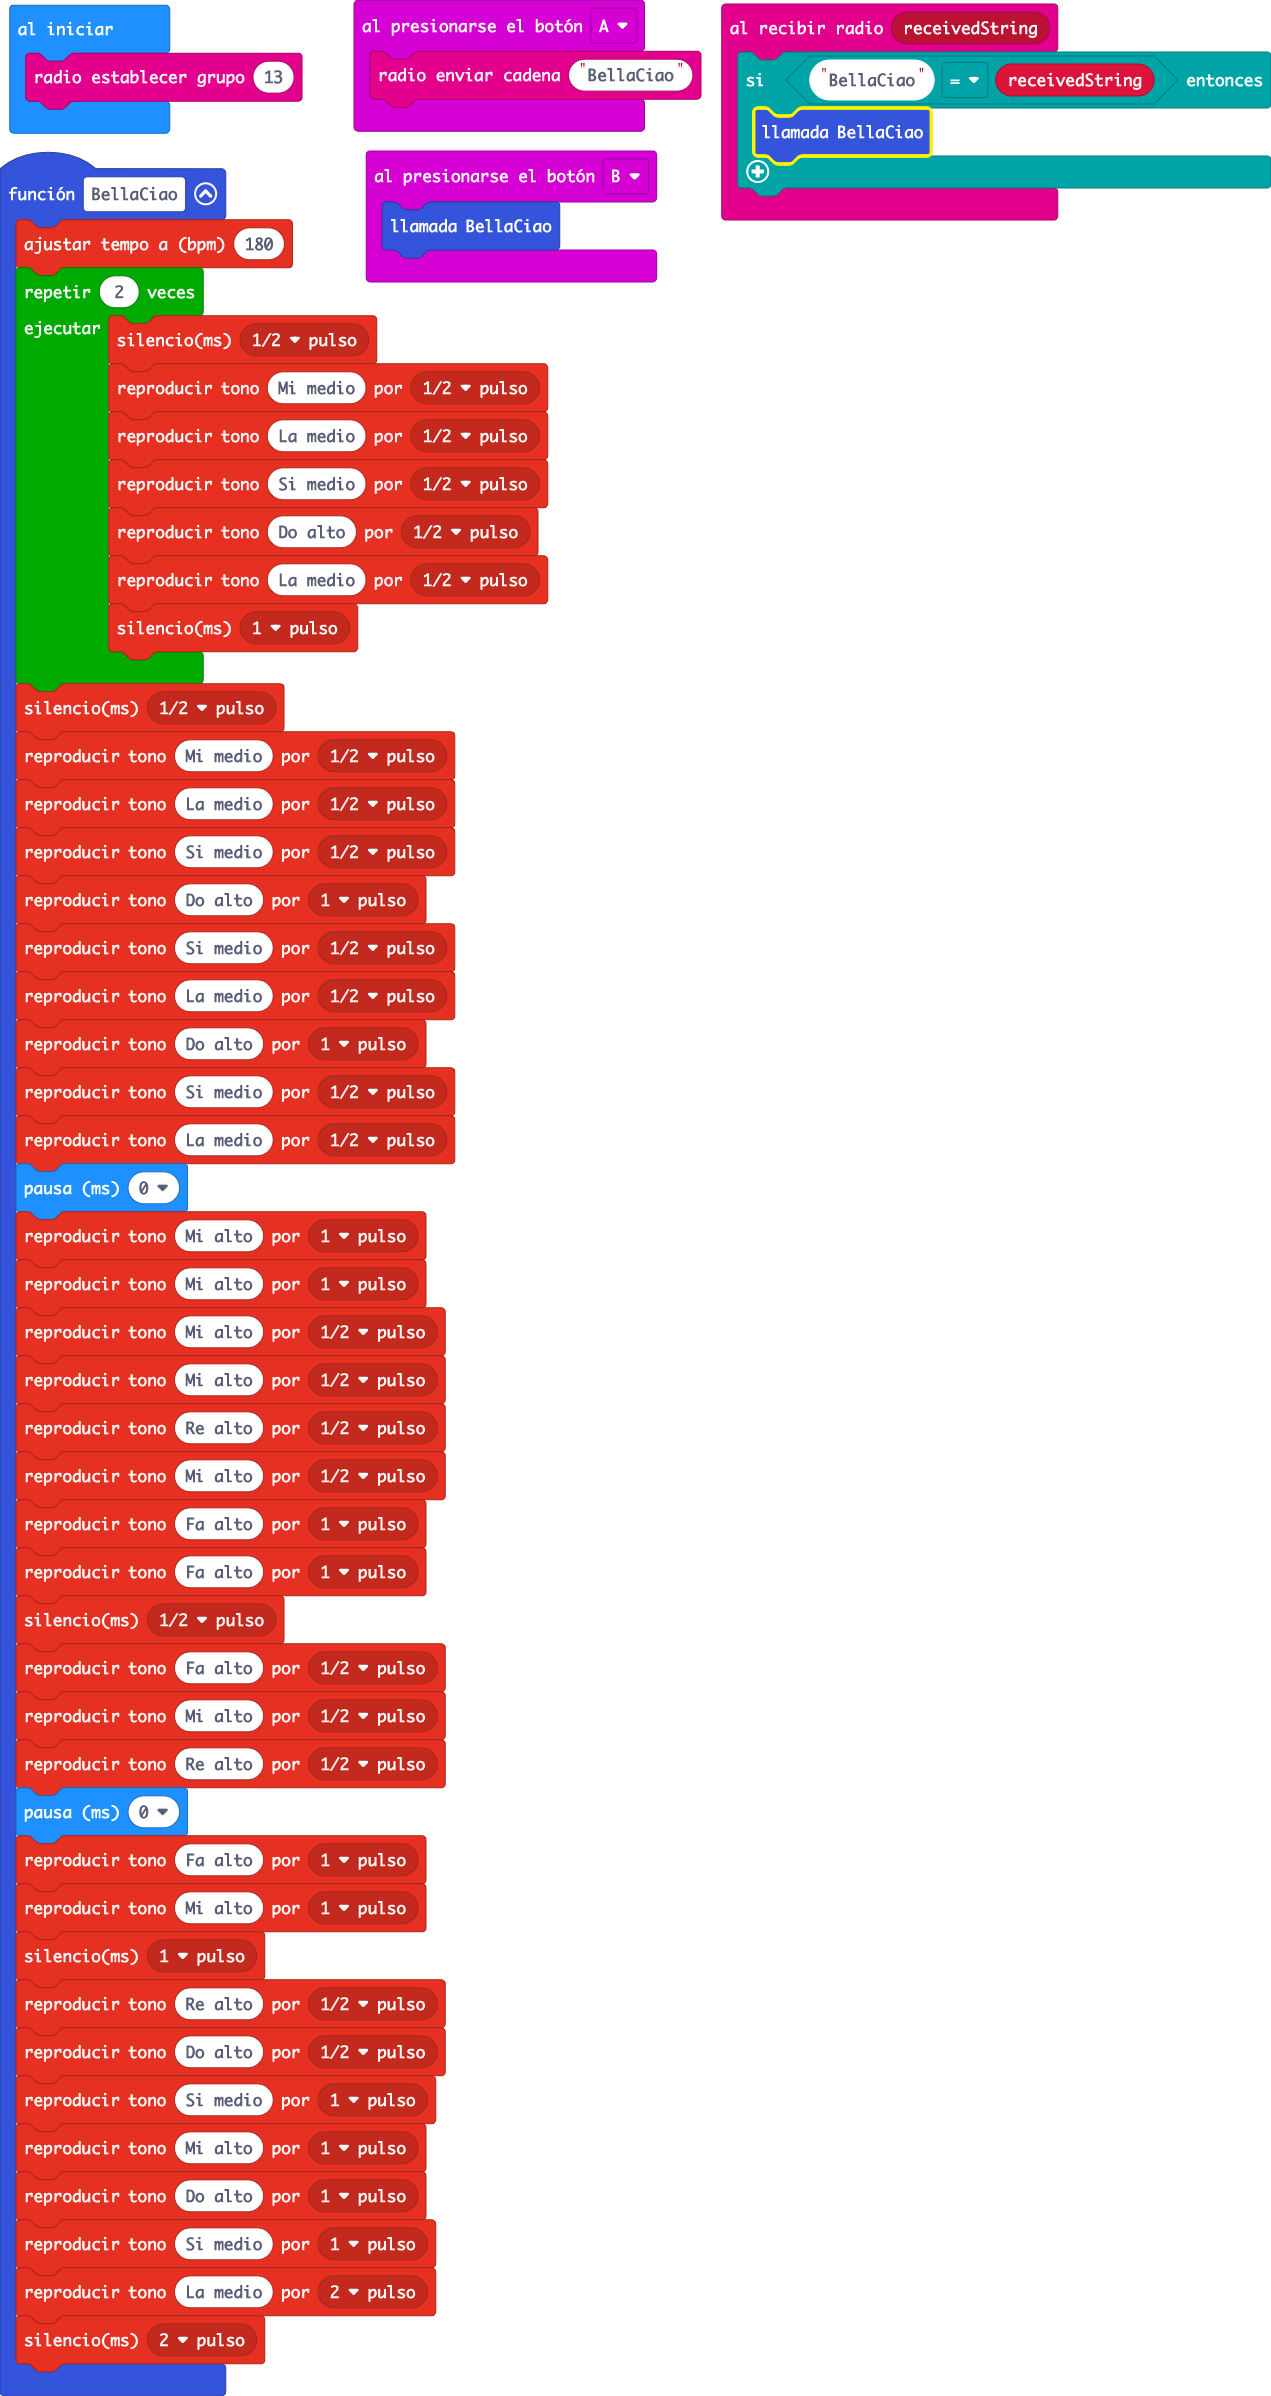 al iniciar
radio establecer grupo 13
al presionarse el botón A
radio enviar cadena "BellaCiao"
al presionarse el botón B
llamada BellaCiao
al recibir radio receivedString
si "BellaCiao" = receivedString entonces
llamada BellaCiao
función BellaCiao
ajustar tempo a (bpm) 180
repetir 2 veces
ejecutar
silencio(ms) 1/2 pulso
reproducir tono Mi medio por 1/2 pulso
reproducir tono La medio por 1/2 pulso
reproducir tono Si medio por 1/2 pulso
reproducir tono Do alto por 1/2 pulso
reproducir tono La medio por 1/2 pulso
silencio(ms) 1 pulso
silencio(ms) 1/2 pulso
reproducir tono Mi medio por 1/2 pulso
reproducir tono La medio por 1/2 pulso
reproducir tono Si medio por 1/2 pulso
reproducir tono Do alto por 1 pulso
reproducir tono Si medio por 1/2 pulso
reproducir tono La medio por 1/2 pulso
reproducir tono Do alto por 1 pulso
reproducir tono Si medio por 1/2 pulso
reproducir tono La medio por 1/2 pulso
pausa (ms) 0
reproducir tono Mi alto por 1 pulso
reproducir tono Mi alto por 1 pulso
reproducir tono Mi alto por 1/2 pulso
reproducir tono Mi alto por 1/2 pulso
reproducir tono Re alto por 1/2 pulso
reproducir tono Mi alto por 1/2 pulso
reproducir tono Fa alto por 1 pulso
reproducir tono Fa alto por 1 pulso
silencio(ms) 1/2 pulso
reproducir tono Fa alto por 1/2 pulso
reproducir tono Mi alto por 1/2 pulso
reproducir tono Re alto por 1/2 pulso
pausa (ms) 0
reproducir tono Fa alto por 1 pulso
reproducir tono Mi alto por 1 pulso
silencio(ms) 1 pulso
reproducir tono Re alto por 1/2 pulso
reproducir tono Do alto por 1/2 pulso
reproducir tono Si medio por 1 pulso
reproducir tono Mi alto por 1 pulso
reproducir tono Do alto por 1 pulso
reproducir tono Si medio por 1 pulso
reproducir tono La medio por 2 pulso
silencio(ms) 2 pulso